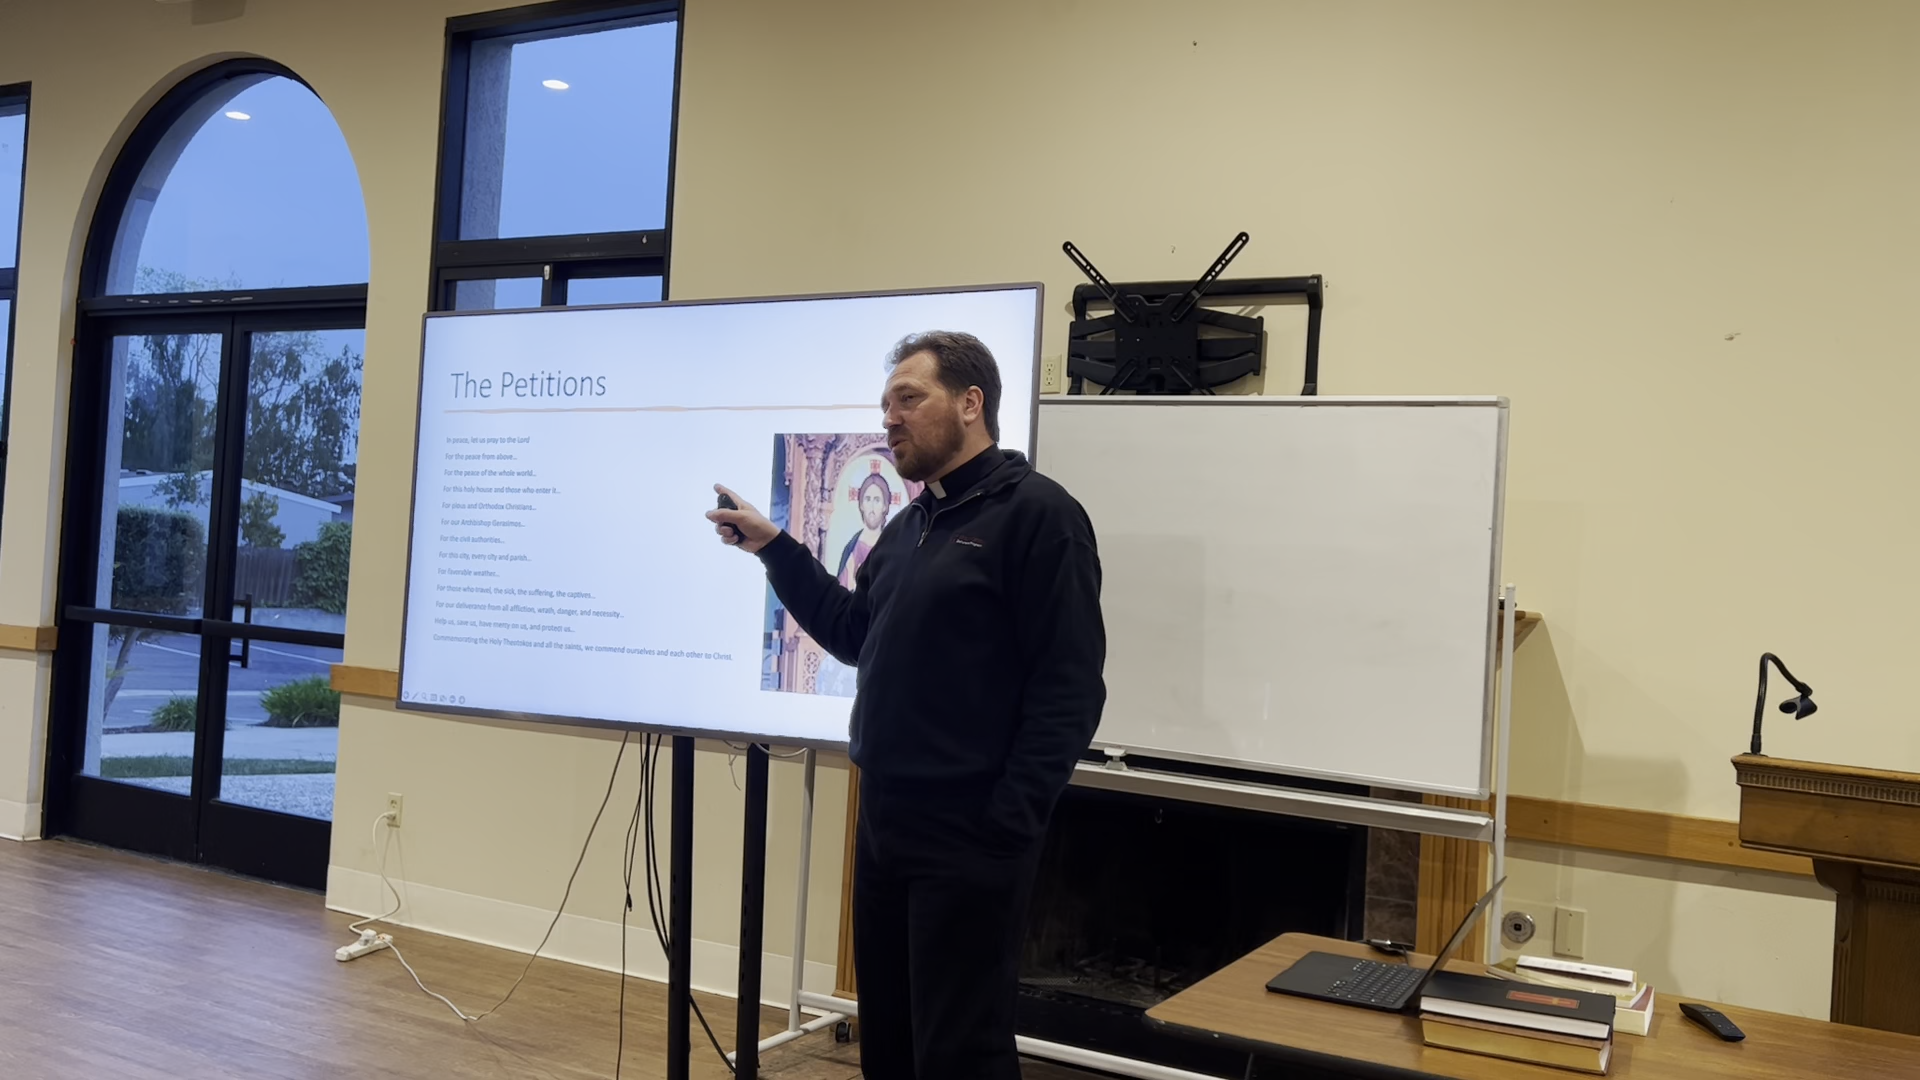 The Petitions
In peace, let us pray to the Lord
For the peace from above...
For the peace of the whole world...
For this holy house and those who enter it...
For pious and Orthodox Christians...
For our Archbishop Gerasimos...
For the civil authorities...
For this city, every city and parish...
For favorable weather...
For those who travel, the sick, the suffering, the captives...
For our deliverance from all affliction, wrath, danger, and necessity...
Help us, save us, have mercy on us, and protect us...
Commemorating the Holy Theotokos and all the saints, we commend ourselves and each other to Christ.